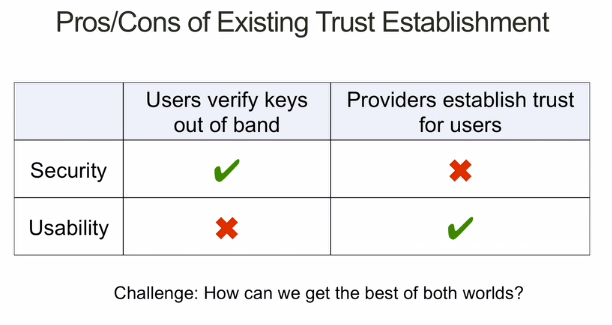 Pros/Cons of Existing Trust Establishment
Users verify keys
out of band
Providers establish trust
for users
Security
✔
✖
Usability
✖
✔
Challenge: How can we get the best of both worlds?